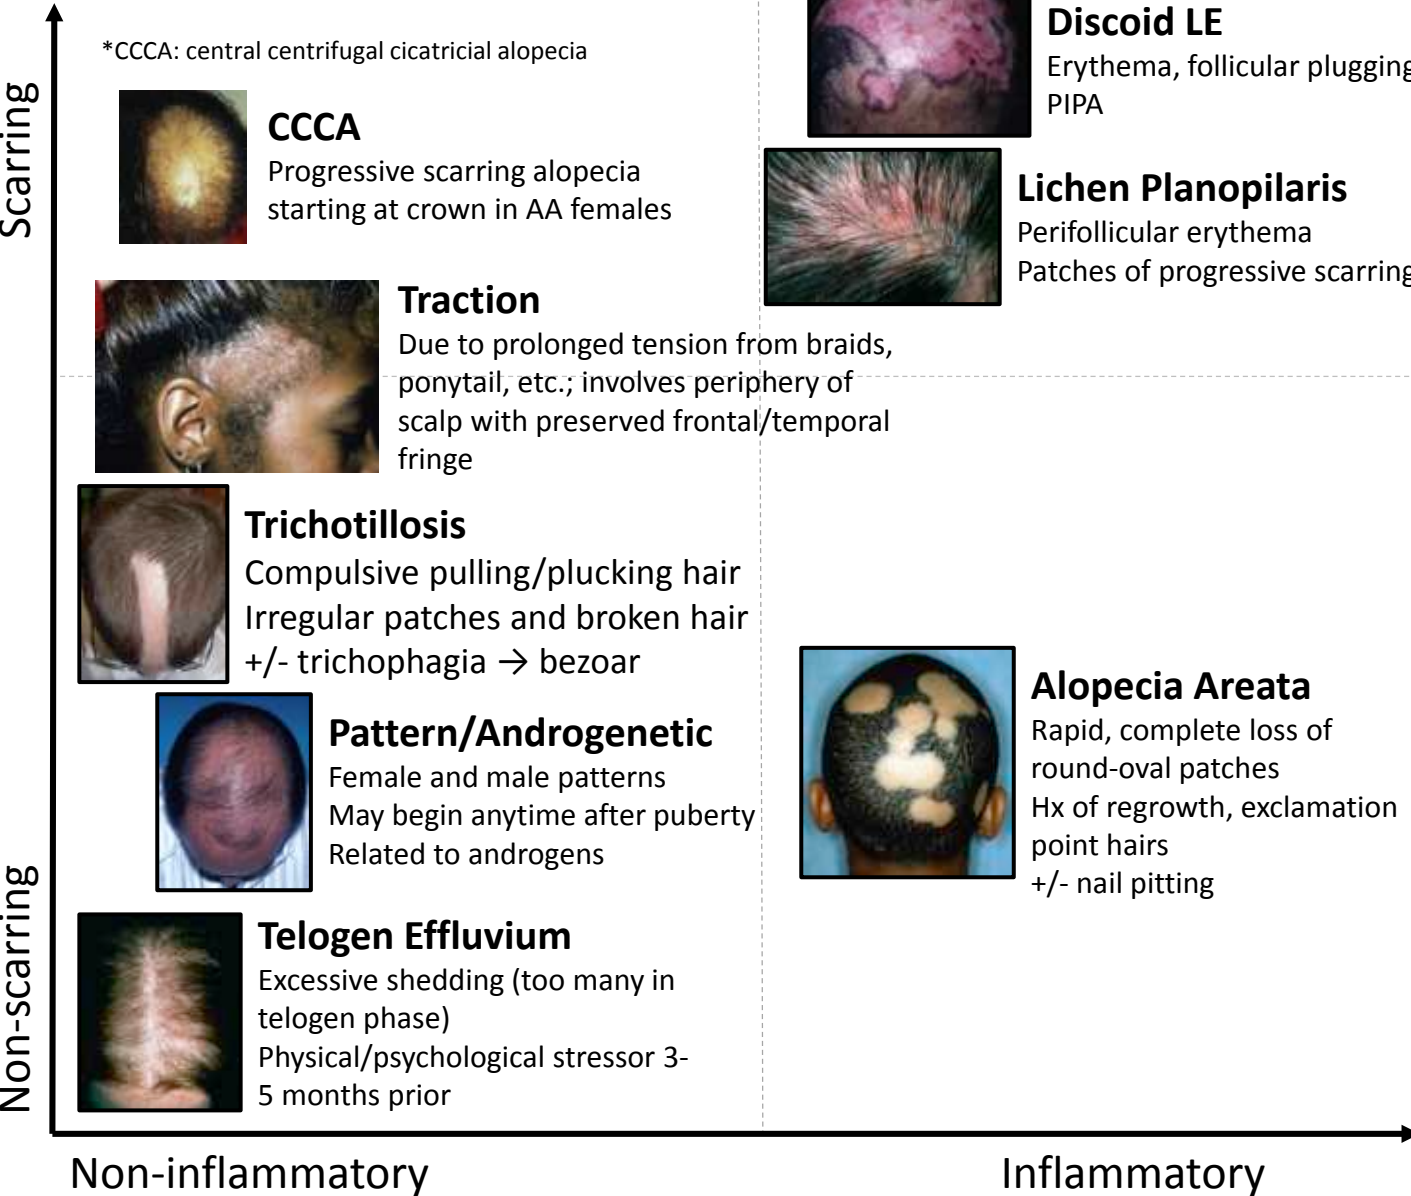 Scarring
Non-scarring
*CCCA: central centrifugal cicatricial alopecia
CCCA
Progressive scarring alopecia
starting at crown in AA females
Discoid LE
Erythema, follicular plugging
PIPA
Lichen Planopilaris
Perifollicular erythema
Patches of progressive scarring
Traction
Due to prolonged tension from braids,
ponytail, etc.; involves periphery of
scalp with preserved frontal/temporal
fringe
Trichotillosis
Compulsive pulling/plucking hair
Irregular patches and broken hair
+/- trichophagia → bezoar
Pattern/Androgenetic
Female and male patterns
May begin anytime after puberty
Related to androgens
Alopecia Areata
Rapid, complete loss of
round-oval patches
Hx of regrowth, exclamation
point hairs
+/- nail pitting
Telogen Effluvium
Excessive shedding (too many in
telogen phase)
Physical/psychological stressor 3-
5 months prior
Non-inflammatory
Inflammatory